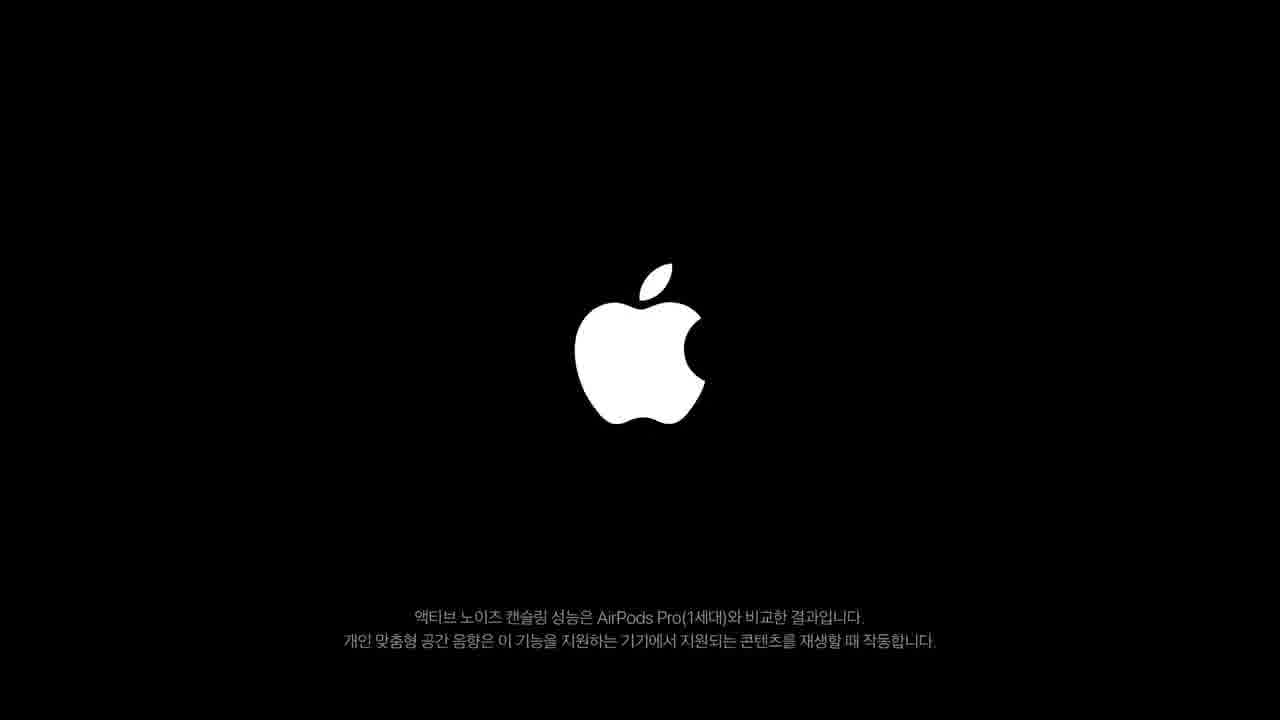 액티브 노이즈 캔슬링 성능은 AirPods Pro(1세대)와 비교한 결과입니다.
개인 맞춤형 공간 음향은 이 기능을 지원하는 기기에서 지원되는 콘텐츠를 재생할 때 작동합니다.